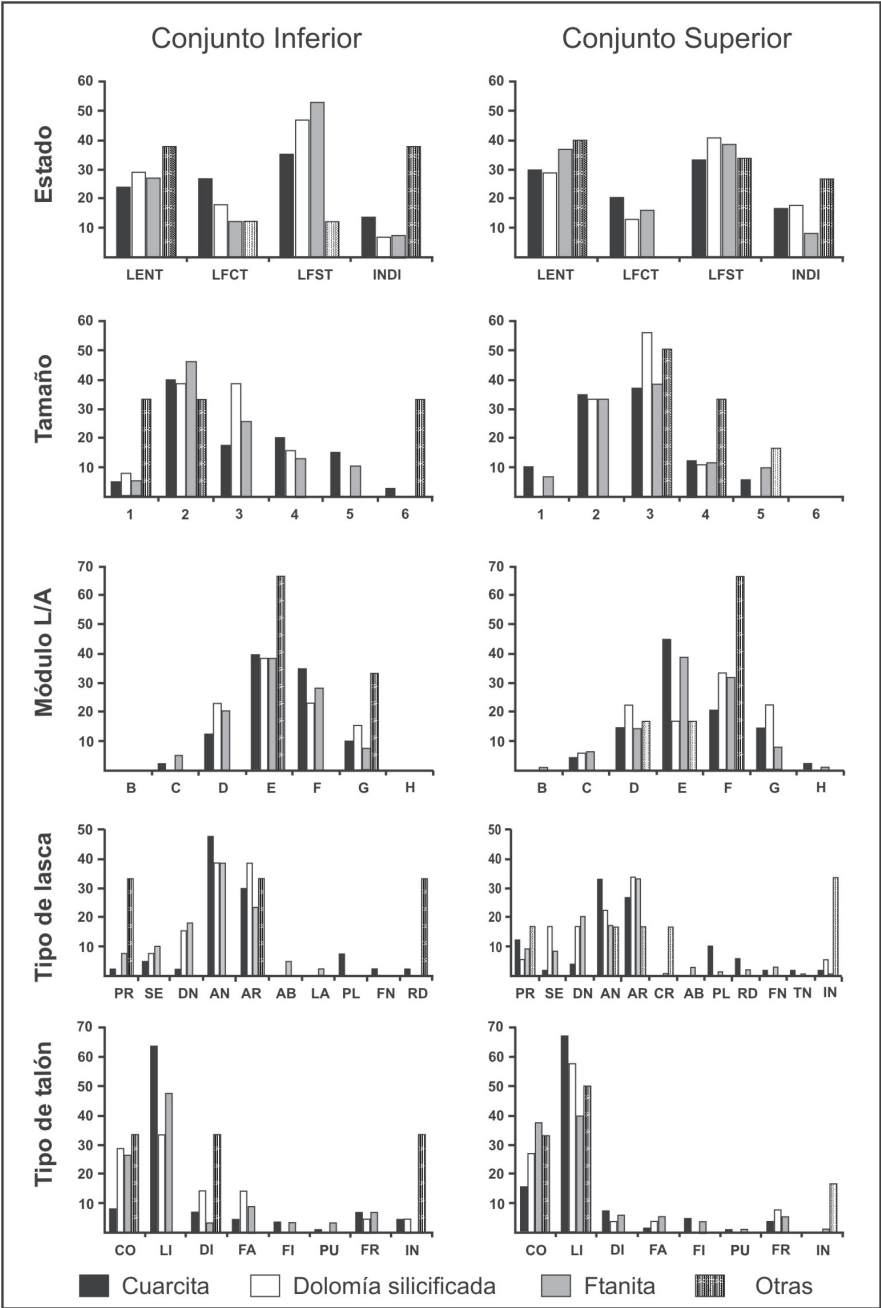 Conjunto Inferior Conjunto Superior
Estado
60 60
50 50
40 40
30 30
20 20
10 10
LENT LFCT LFST INDI LENT LFCT LFST INDI
Tamaño
60 60
50 50
40 40
30 30
20 20
10 10
1 2 3 4 5 6 1 2 3 4 5 6
Módulo L/A
70 70
60 60
50 50
40 40
30 30
20 20
10 10
B C D E F G H B C D E F G H
Tipo de lasca
50 50
40 40
30 30
20 20
10 10
PR SE DN AN AR AB LA PL FN RD PR SE DN AN AR CR AB PL RD FN TN IN
Tipo de talón
70 70
60 60
50 50
40 40
30 30
20 20
10 10
CO LI DI FA FI PU FR IN CO LI DI FA FI PU FR IN
Cuarcita Dolomía silicificada Ftanita Otras